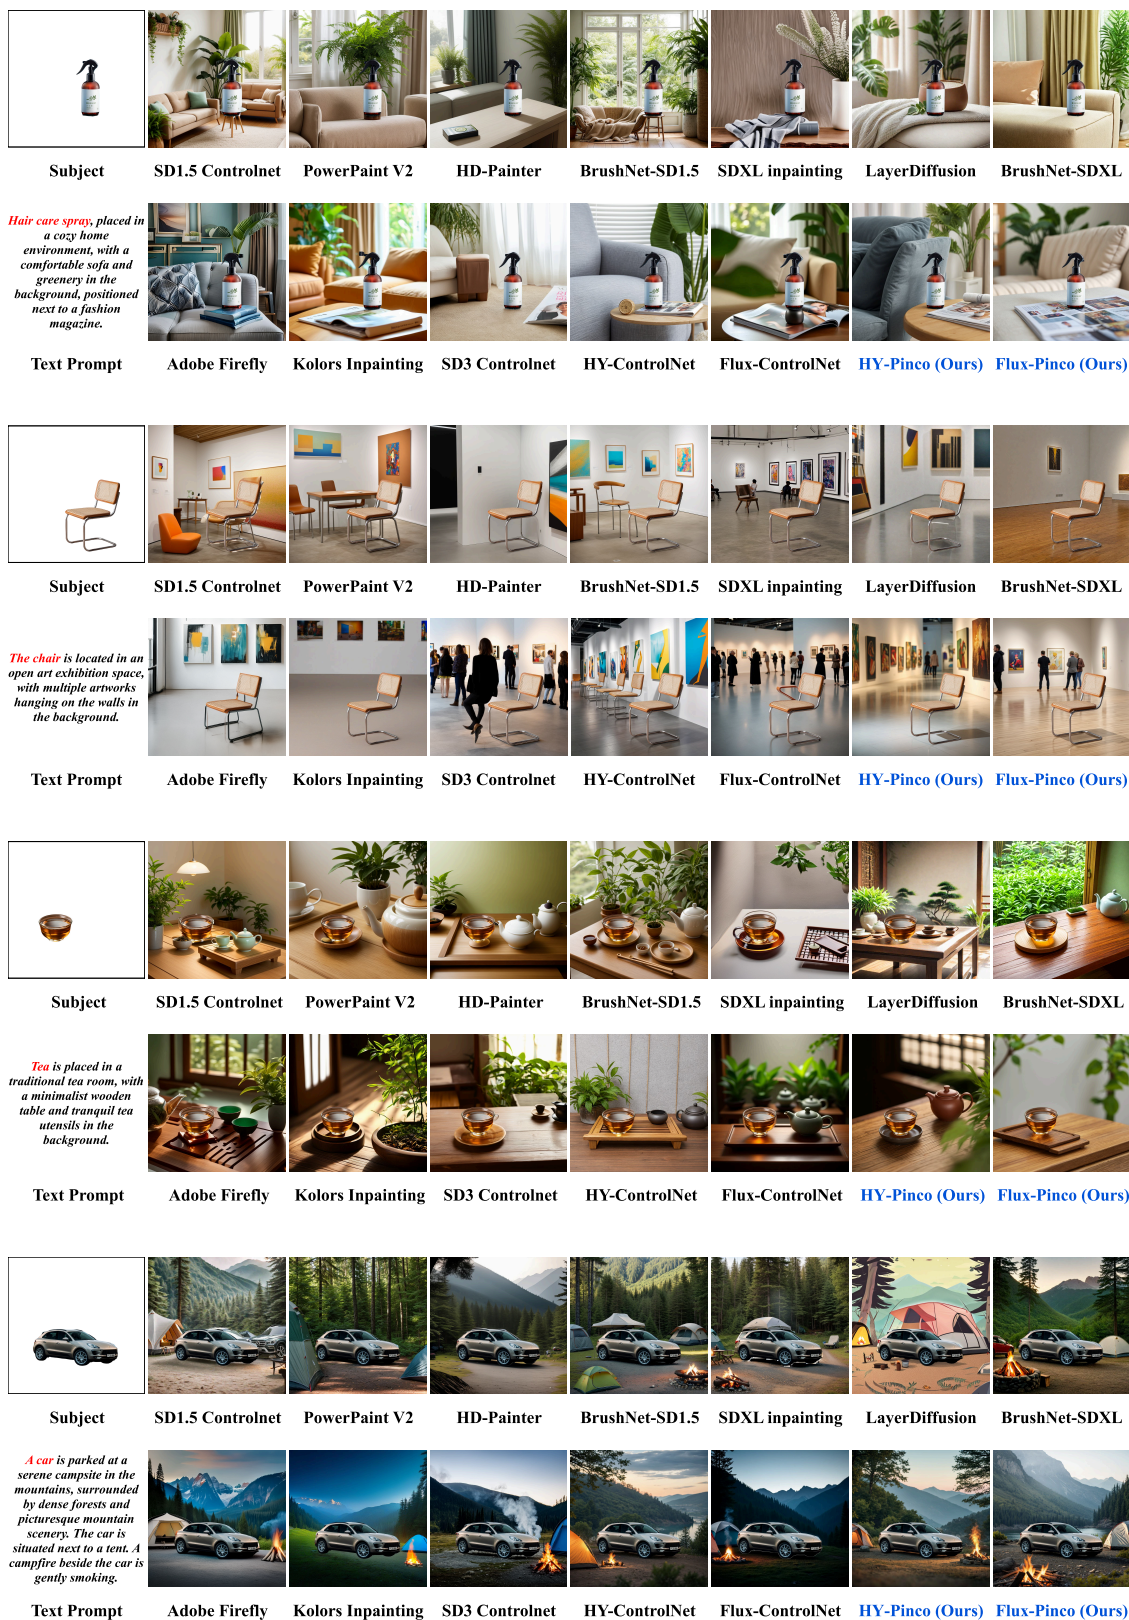 Subject SD1.5 Controlnet PowerPaint V2 HD-Painter BrushNet-SD1.5 SDXL inpainting LayerDiffusion BrushNet-SDXL
Hair care spray, placed in
a cozy home
environment, with a
comfortable sofa and
greenery in the
background, positioned
next to a fashion
magazine.
Text Prompt Adobe Firefly Kolors Inpainting SD3 Controlnet HY-ControlNet Flux-ControlNet HY-Pinco (Ours) Flux-Pinco (Ours)
Subject SD1.5 Controlnet PowerPaint V2 HD-Painter BrushNet-SD1.5 SDXL inpainting LayerDiffusion BrushNet-SDXL
The chair is located in an
open art exhibition space,
with multiple artworks
hanging on the walls in
the background.
Text Prompt Adobe Firefly Kolors Inpainting SD3 Controlnet HY-ControlNet Flux-ControlNet HY-Pinco (Ours) Flux-Pinco (Ours)
Subject SD1.5 Controlnet PowerPaint V2 HD-Painter BrushNet-SD1.5 SDXL inpainting LayerDiffusion BrushNet-SDXL
Tea is placed in a
traditional tea room, with
a minimalist wooden
table and tranquil tea
utensils in the
background.
Text Prompt Adobe Firefly Kolors Inpainting SD3 Controlnet HY-ControlNet Flux-ControlNet HY-Pinco (Ours) Flux-Pinco (Ours)
Subject SD1.5 Controlnet PowerPaint V2 HD-Painter BrushNet-SD1.5 SDXL inpainting LayerDiffusion BrushNet-SDXL
A car is parked at a
serene campsite in the
mountains, surrounded
by dense forests and
picturesque mountain
scenery. The car is
situated next to a tent. A
campfire beside the car is
gently smoking.
Text Prompt Adobe Firefly Kolors Inpainting SD3 Controlnet HY-ControlNet Flux-ControlNet HY-Pinco (Ours) Flux-Pinco (Ours)